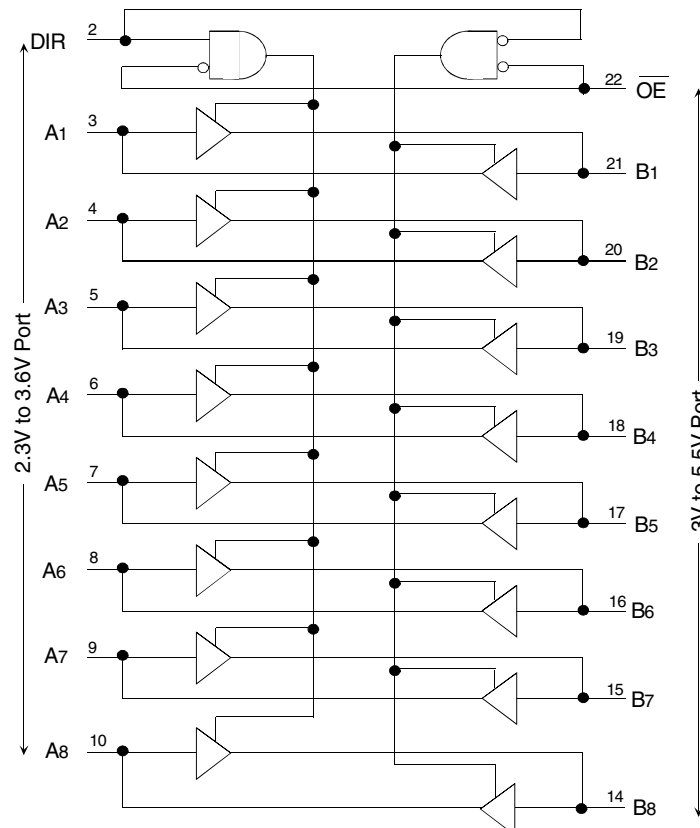 DIR 2
22 OE
A1 3
21 B1
A2 4
20 B2
A3 5
19 B3
A4 6
18 B4
A5 7
17 B5
A6 8
16 B6
A7 9
15 B7
A8 10
14 B8
2.3V to 3.6V Port
3V to 5.5V Port